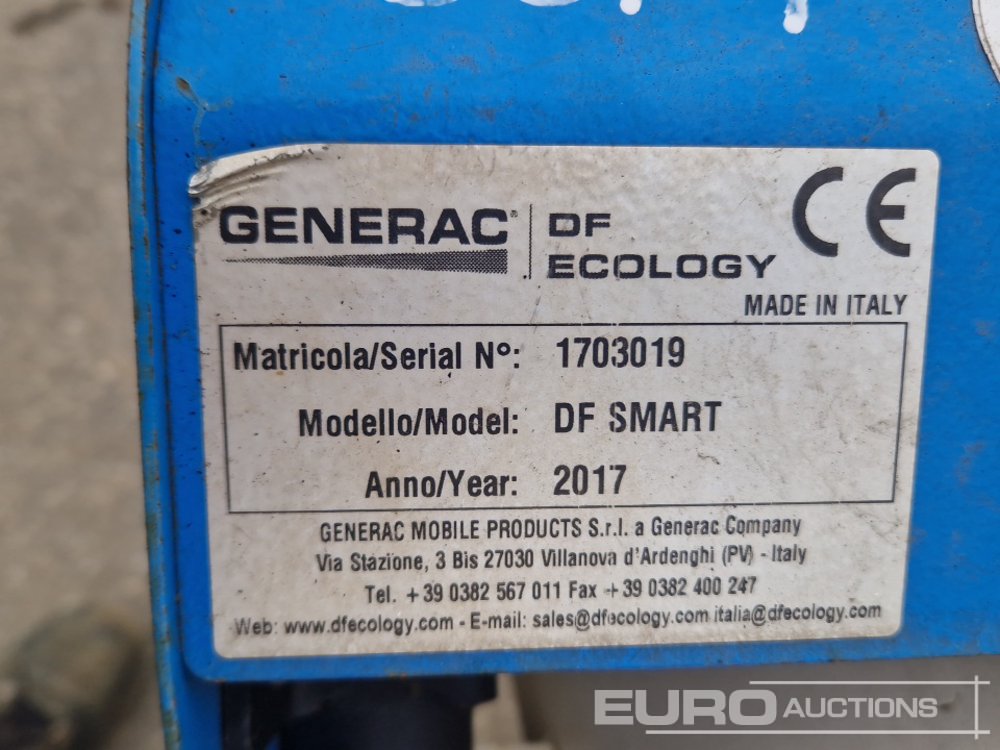 GENERAC® DF
ECOLOGY
CE
MADE IN ITALY
Matricola/Serial N°: 1703019
Modello/Model: DF SMART
Anno/Year: 2017
GENERAC MOBILE PRODUCTS S.r.l. a Generac Company
Via Stazione, 3 Bis 27030 Villanova d'Ardenghi (PV) - Italy
Tel. +39 0382 567 011 Fax +39 0382 400 247
Web: www.dfecology.com - E-mail: sales@dfecology.com italia@dfecology.com
EURO AUCTIONS